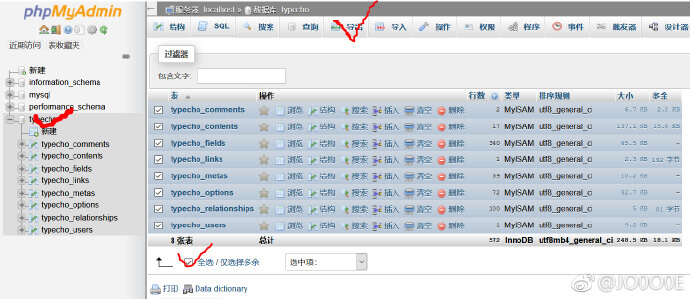 phpMyAdmin
近期访问 表收藏夹
新建
information_schema
mysql
performance_schema
typecho
新建
typecho_comments
typecho_contents
typecho_fields
typecho_links
typecho_metas
typecho_options
typecho_relationships
typecho_users
服务器: localhost » 数据库: typecho
结构 SQL 搜索 查询 导出 导入 操作 权限 程序 事件 触发器 设计器
过滤器
包含文字:
表 操作 行数 类型 排序规则 大小 多余
typecho_comments 浏览 结构 搜索 插入 清空 删除 2 MyISAM utf8_general_ci 6.7 KB 2.2 KB
typecho_contents 浏览 结构 搜索 插入 清空 删除 17 MyISAM utf8_general_ci 137.1 KB 15.8 KB
typecho_fields 浏览 结构 搜索 插入 清空 删除 340 MyISAM utf8_general_ci 45.5 KB -
typecho_links 浏览 结构 搜索 插入 清空 删除 1 MyISAM utf8_general_ci 2.3 KB 192 字节
typecho_metas 浏览 结构 搜索 插入 清空 删除 39 MyISAM utf8_general_ci 10.2 KB -
typecho_options 浏览 结构 搜索 插入 清空 删除 72 MyISAM utf8_general_ci 32.7 KB -
typecho_relationships 浏览 结构 搜索 插入 清空 删除 100 MyISAM utf8_general_ci 字节
typecho_users 浏览 结构 搜索 插入 清空 删除 1 MyISAM utf8_general_ci KB -
8 张表 总计 572 InnoDB utf8mb4_general_ci 248.5 KB 18.1 KB
全选 / 仅选择多余 选中项:
打印 Data dictionary
@JO0O0E